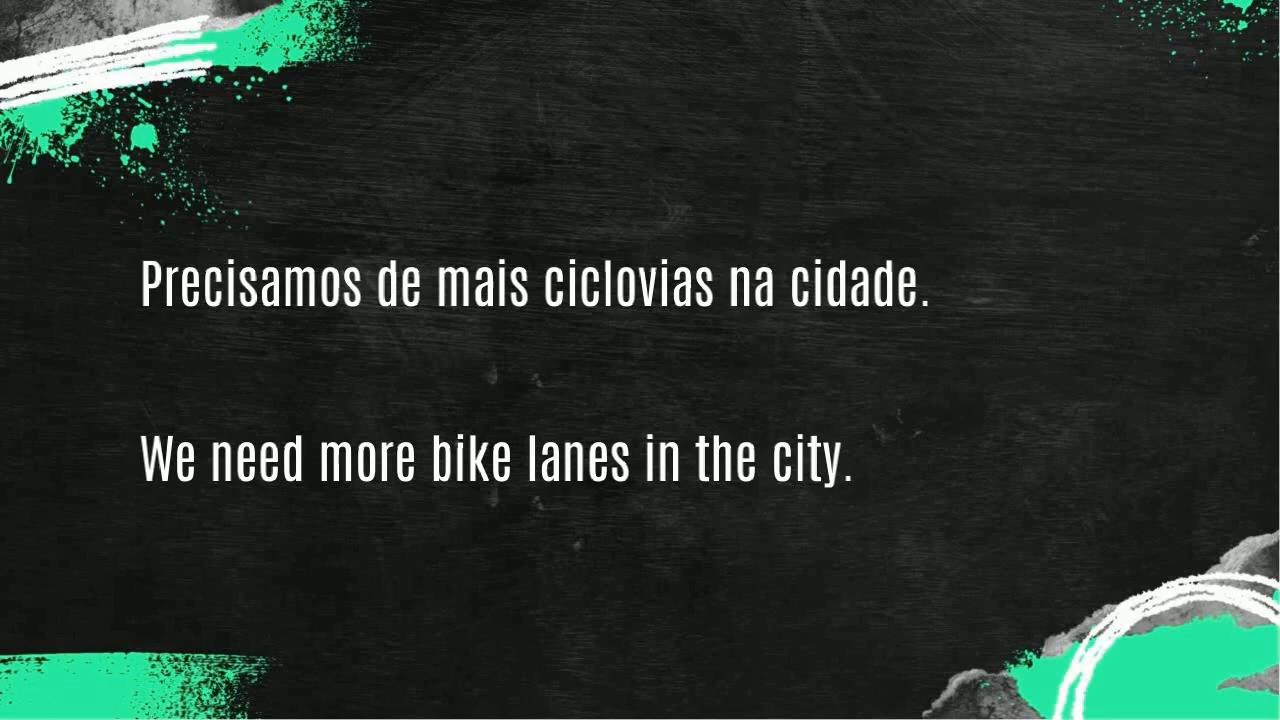 Precisamos de mais ciclovias na cidade.
We need more bike lanes in the city.